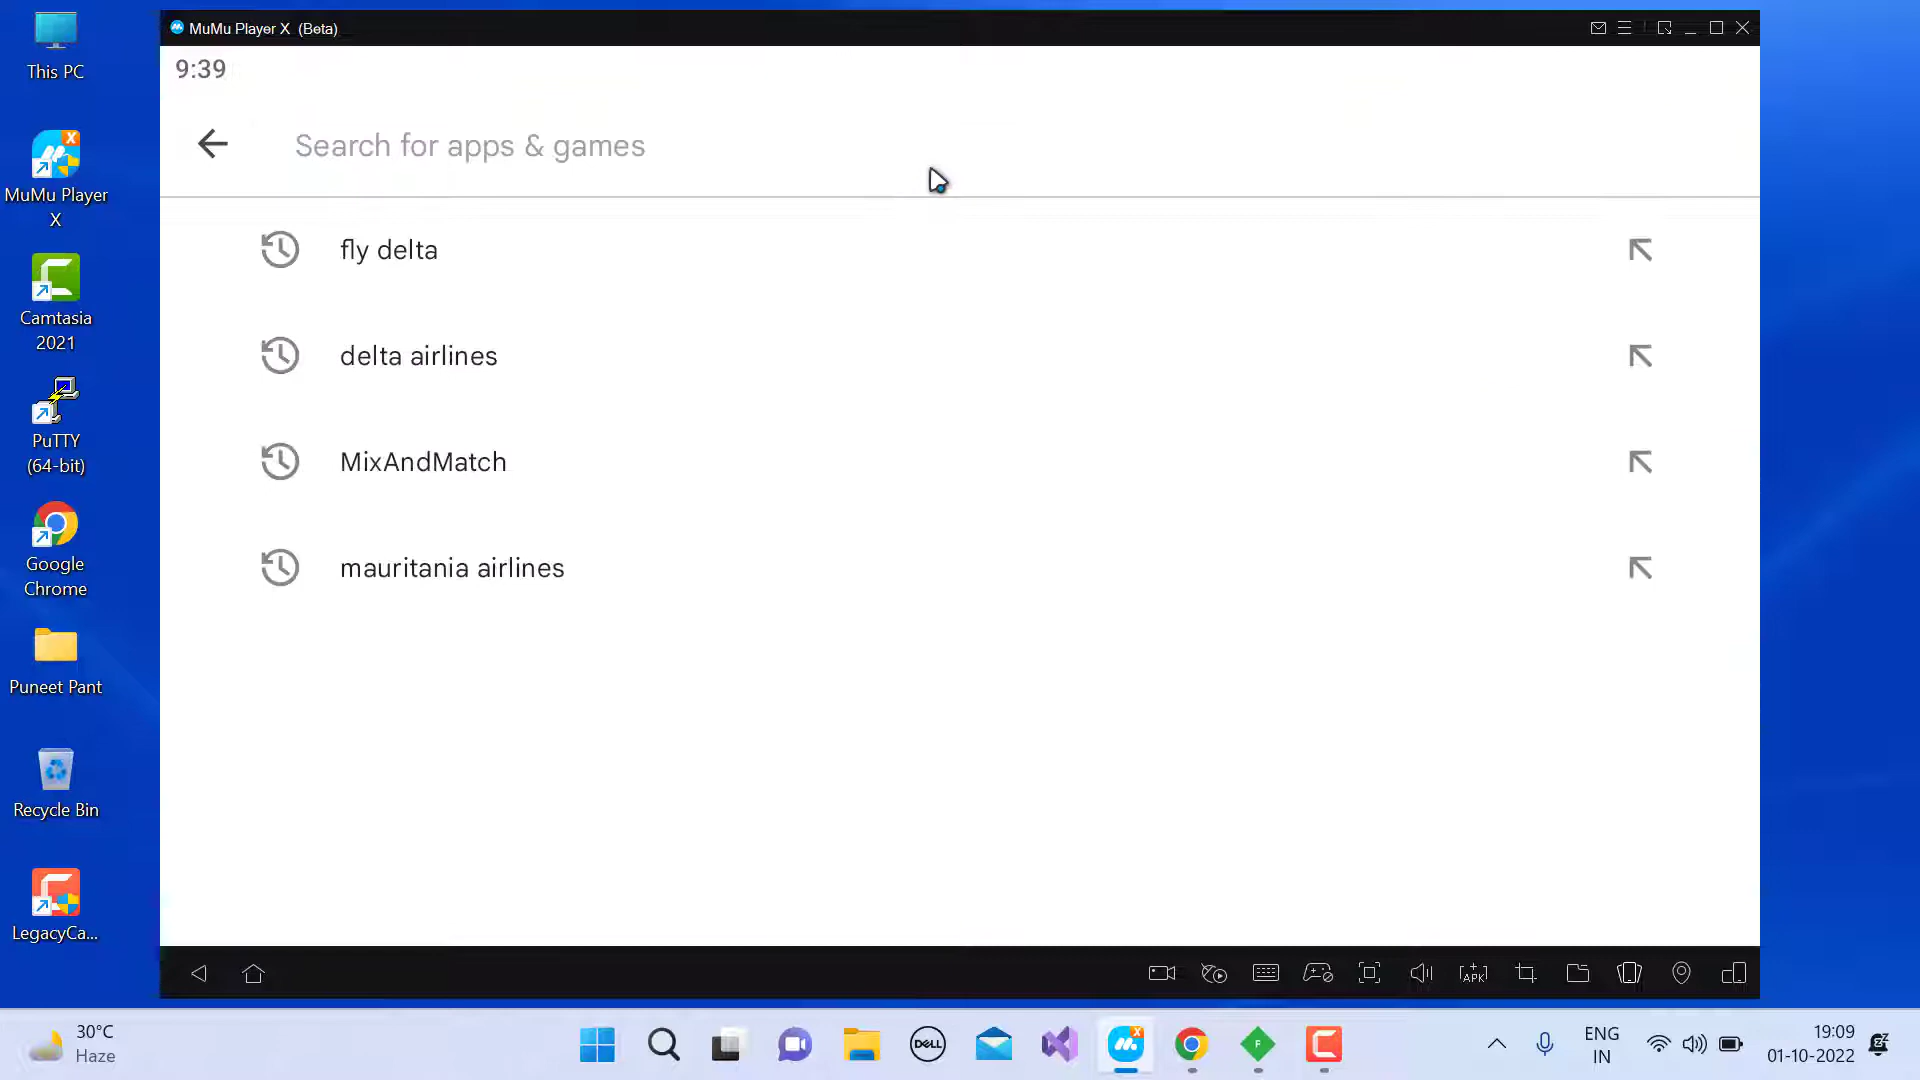 This PC
MuMu Player
X
Camtasia
2021
PuTTY
(64-bit)
Google
Chrome
Puneet Pant
Recycle Bin
LegacyCa...
MuMu Player X (Beta)
9:39
Search for apps & games
fly delta
delta airlines
MixAndMatch
mauritania airlines
APK
30°C
Haze
DELL
F
ENG
IN
19:09
01-10-2022